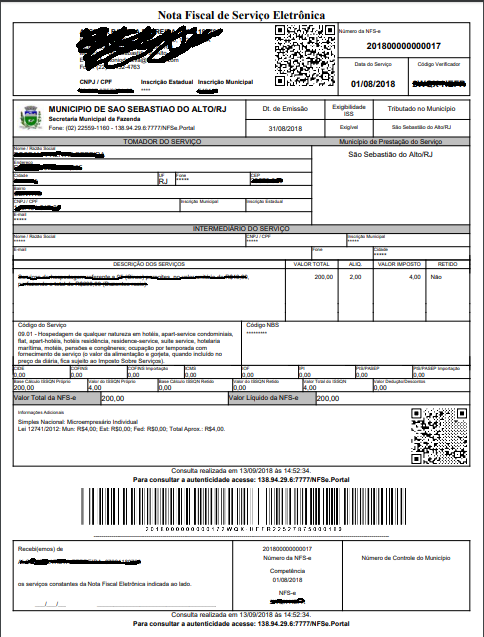 Nota Fiscal de Serviço Eletrônica
Número da NFS-e
201800000000017
Data do Serviço
Código Verificador
01/08/2018
CNPJ / CPF
Inscrição Estadual
Inscrição Municipal
****
MUNICIPIO DE SAO SEBASTIAO DO ALTO/RJ
Secretaria Municipal da Fazenda
Fone: (02) 22559-1160 - 138.94.29.6:7777/NFSe.Portal
Dt. de Emissão
Exigibilidade ISS
Tributado no Município
31/08/2018
Exigível
São Sebastião do Alto/RJ
TOMADOR DO SERVIÇO
Município de Prestação do Serviço
Nome / Razão Social
São Sebastião do Alto/RJ
Endereço
Cidade
UF
Fone
CEP
RJ
*****
Bairro
CNPJ / CPF
Inscrição Municipal
Inscrição Estadual
E-mail
*****
INTERMEDIÁRIO DO SERVIÇO
Nome / Razão Social
CNPJ / CPF
Inscrição Municipal
*****
*****
*****
E-mail
Fone
Cidade
*****
DESCRIÇÃO DOS SERVIÇOS
VALOR TOTAL
ALIQ.
VALOR IMPOSTO
RETIDO
200,00
2,00
4,00
Não
Código do Serviço
Código NBS
09.01 - Hospedagem de qualquer natureza em hotéis, apart-service condominiais,
flat, apart-hotéis, hotéis residência, residence-service, suite service, hotelaria
marítima, motéis, pensões e congêneres; ocupação por temporada com
fornecimento de serviço (o valor da alimentação e gorjeta, quando incluído no
preço da diária, fica sujeito ao Imposto Sobre Serviços).
*********
CIDE
COFINS
COFINS Importação
ICMS
IOF
IPI
PIS/PASEP
PIS/PASEP Importação
0,00
0,00
0,00
0,00
0,00
0,00
0,00
0,00
Base Cálculo ISSQN Próprio
Valor do ISSQN Próprio
Base Cálculo ISSQN Retido
Valor do ISSQN Retido
Valor Total do ISSQN
Valor Dedução/Descontos
200,00
4,00
0,00
0,00
4,00
0,00
Valor Total da NFS-e
200,00
Valor Líquido da NFS-e
200,00
Informações Adicionais
Simples Nacional: Microempresário Individual
Lei 12741/2012: Mun: R$4,00; Est: R$0,00; Fed: R$0,00; Total Aprox.: R$4,00.
Consulta realizada em 13/09/2018 às 14:52:34.
Para consultar a autenticidade acesse: 138.94.29.6:7777/NFSe.Portal
Recebi(emos) de
os serviços constantes da Nota Fiscal Eletrônica indicada ao lado.
___/___/___
201800000000017
Nº da NFS-e
Competência
01/08/2018
NFS-e
Número de Controle do Município
Consulta realizada em 13/09/2018 às 14:52:34.
Para consultar a autenticidade acesse: 138.94.29.6:7777/NFSe.Portal